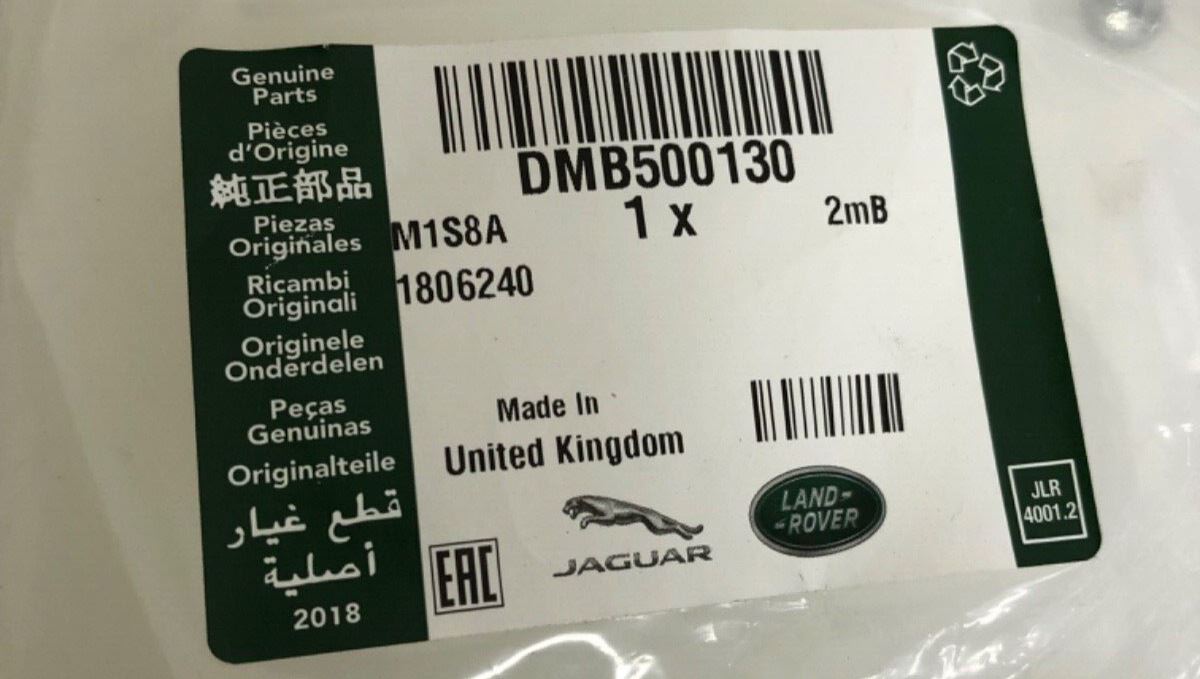 Genuine
Parts
Pièces
d'Origine
純正部品
Piezas
Originales
Ricambi
Originali
Originele
Onderdelen
Peças
Genuinas
Originalteile
قطع غيار
أصلية
2018
DMB500130
1 x
2mB
M1S8A
1806240
Made In
United Kingdom
EAC
JAGUAR
LAND-
-ROVER
JLR
4001.2